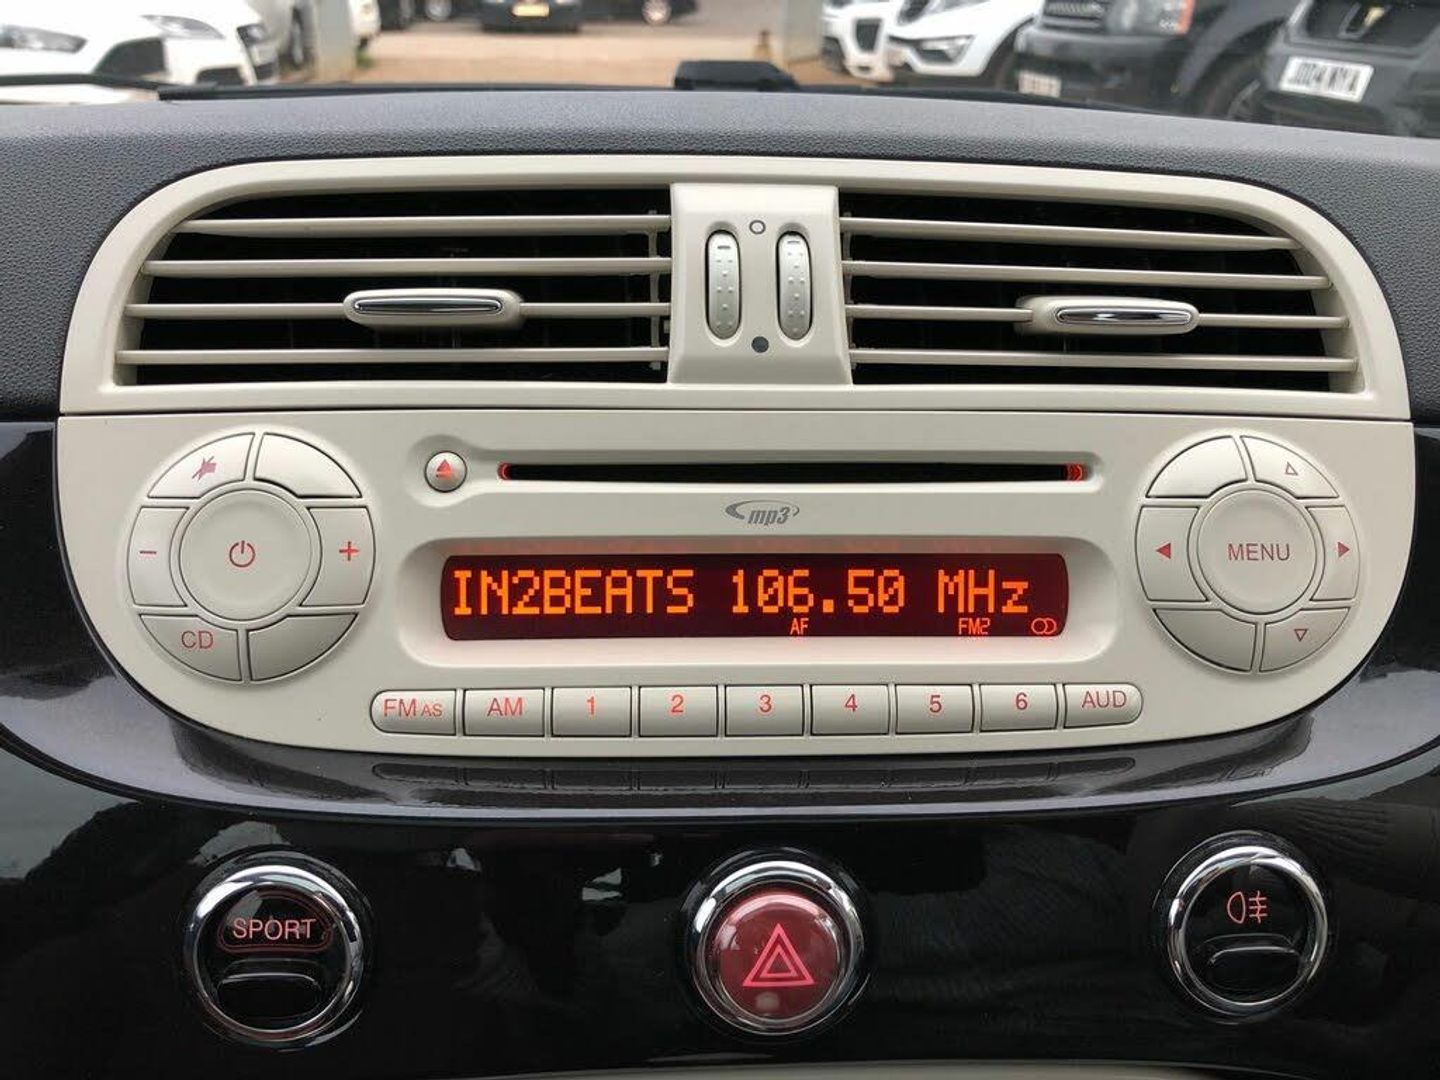 mp3
IN2BEATS 106.50 MHz
AF FM2
CD
MENU
FM AS AM 1 2 3 4 5 6 AUD
SPORT